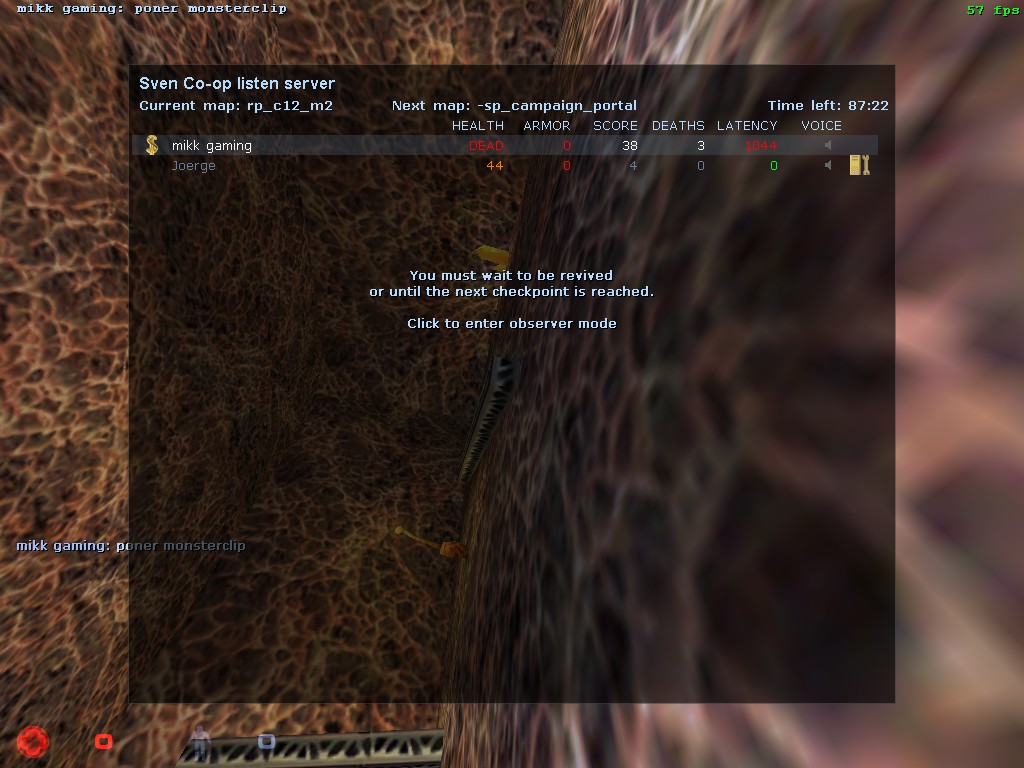 mikk gaming: poner monsterclip
57 fps
Sven Co-op listen server
Current map: rp_c12_m2 Next map: -sp_campaign_portal Time left: 87:22
HEALTH ARMOR SCORE DEATHS LATENCY VOICE
mikk gaming DEAD 0 38 3 1044
Joerge 44 0 -4 0 0
You must wait to be revived
or until the next checkpoint is reached.
Click to enter observer mode
mikk gaming: poner monsterclip